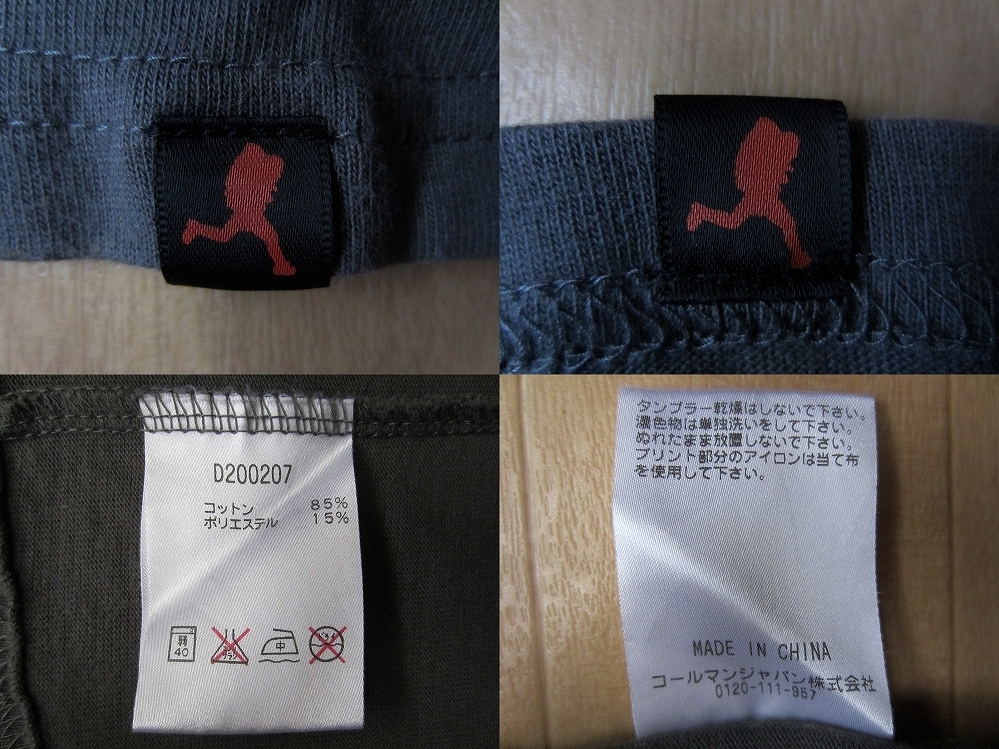 D200207
コットン 85%
ポリエステル 15%
弱
40
中
タンブラー乾燥はしないで下さい。
濃色物は単独洗いをして下さい。
ぬれたまま放置しないで下さい。
プリント部分のアイロンは当て布
を使用して下さい。
MADE IN CHINA
コールマンジャパン株式会社
0120-111-957